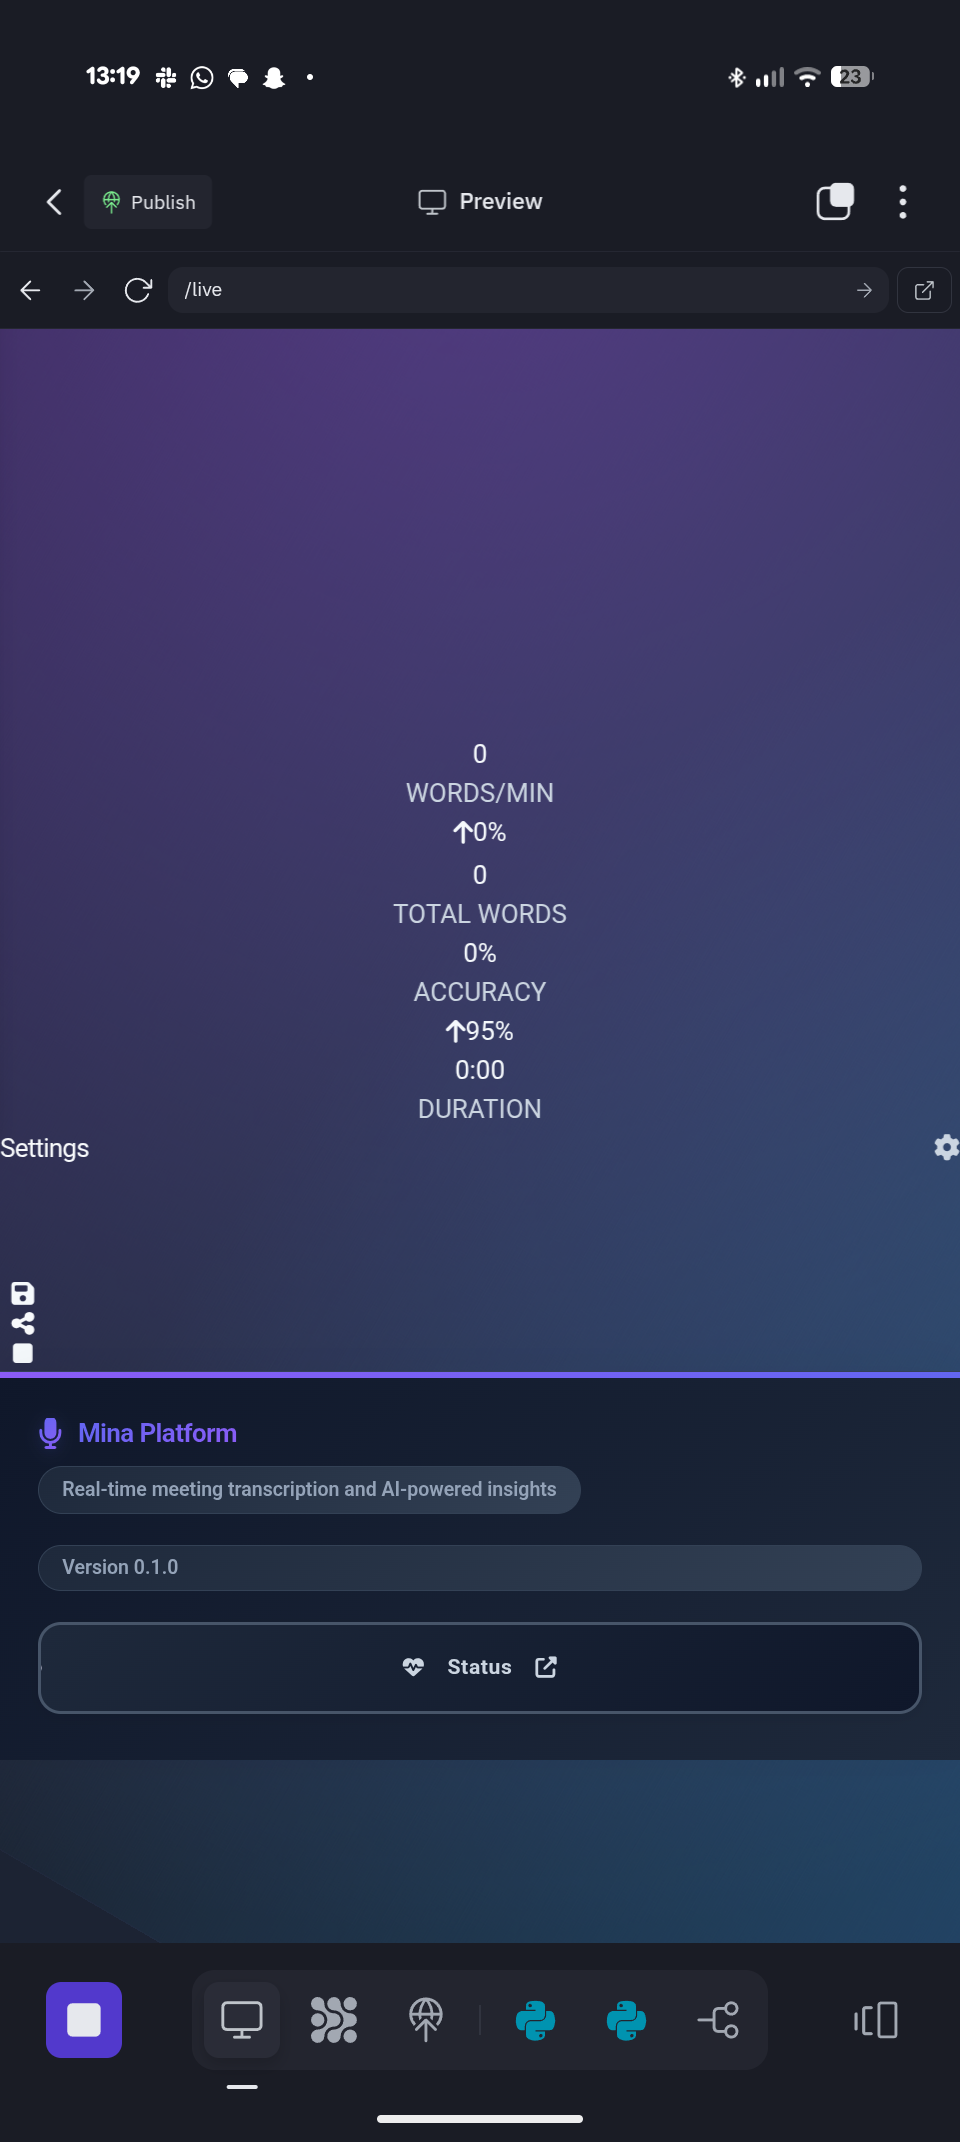 13:19
23
Publish
Preview
/live
0
WORDS/MIN
↑0%
0
TOTAL WORDS
0%
ACCURACY
↑95%
0:00
DURATION
Settings
Mina Platform
Real-time meeting transcription and AI-powered insights
Version 0.1.0
Status